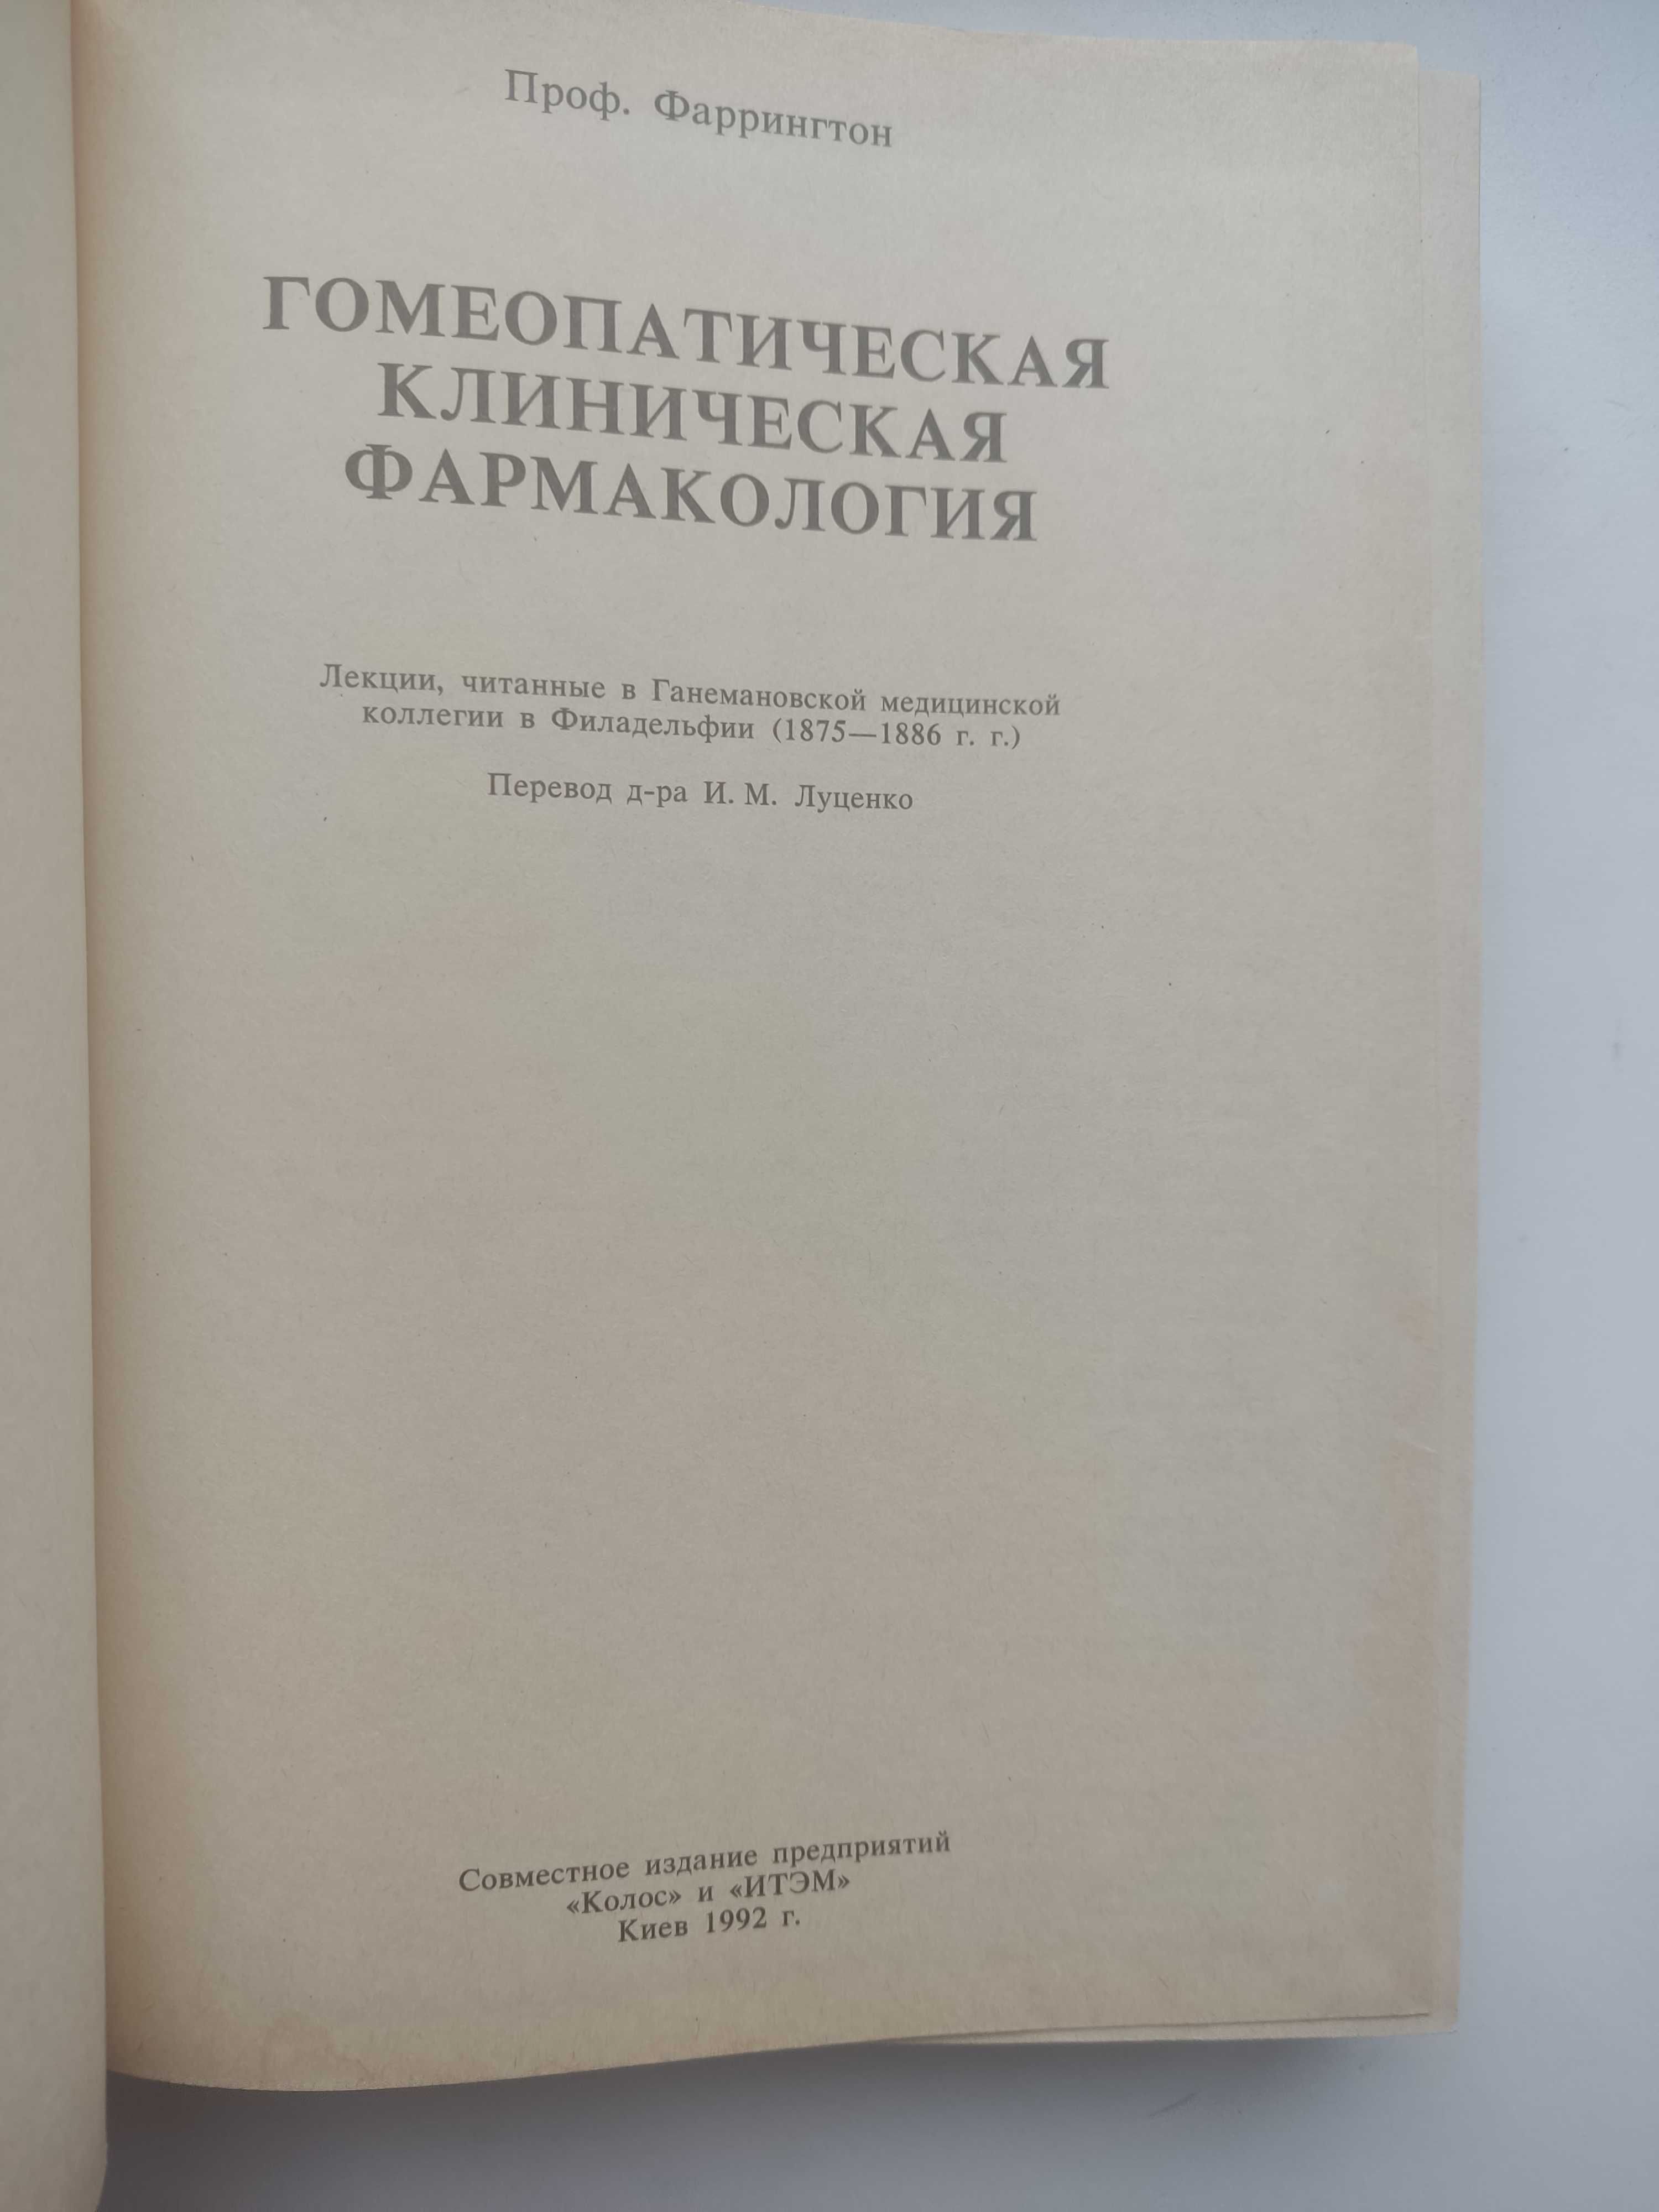 Проф. Фаррингтон
ГОМЕОПАТИЧЕСКАЯ
КЛИНИЧЕСКАЯ
ФАРМАКОЛОГИЯ
Лекции, читанные в Ганемановской медицинской
коллегии в Филадельфии (1875—1886 г. г.)
Перевод д-ра И. М. Луценко
Совместное издание предприятий
«Колос» и «ИТЭМ»
Киев 1992 г.